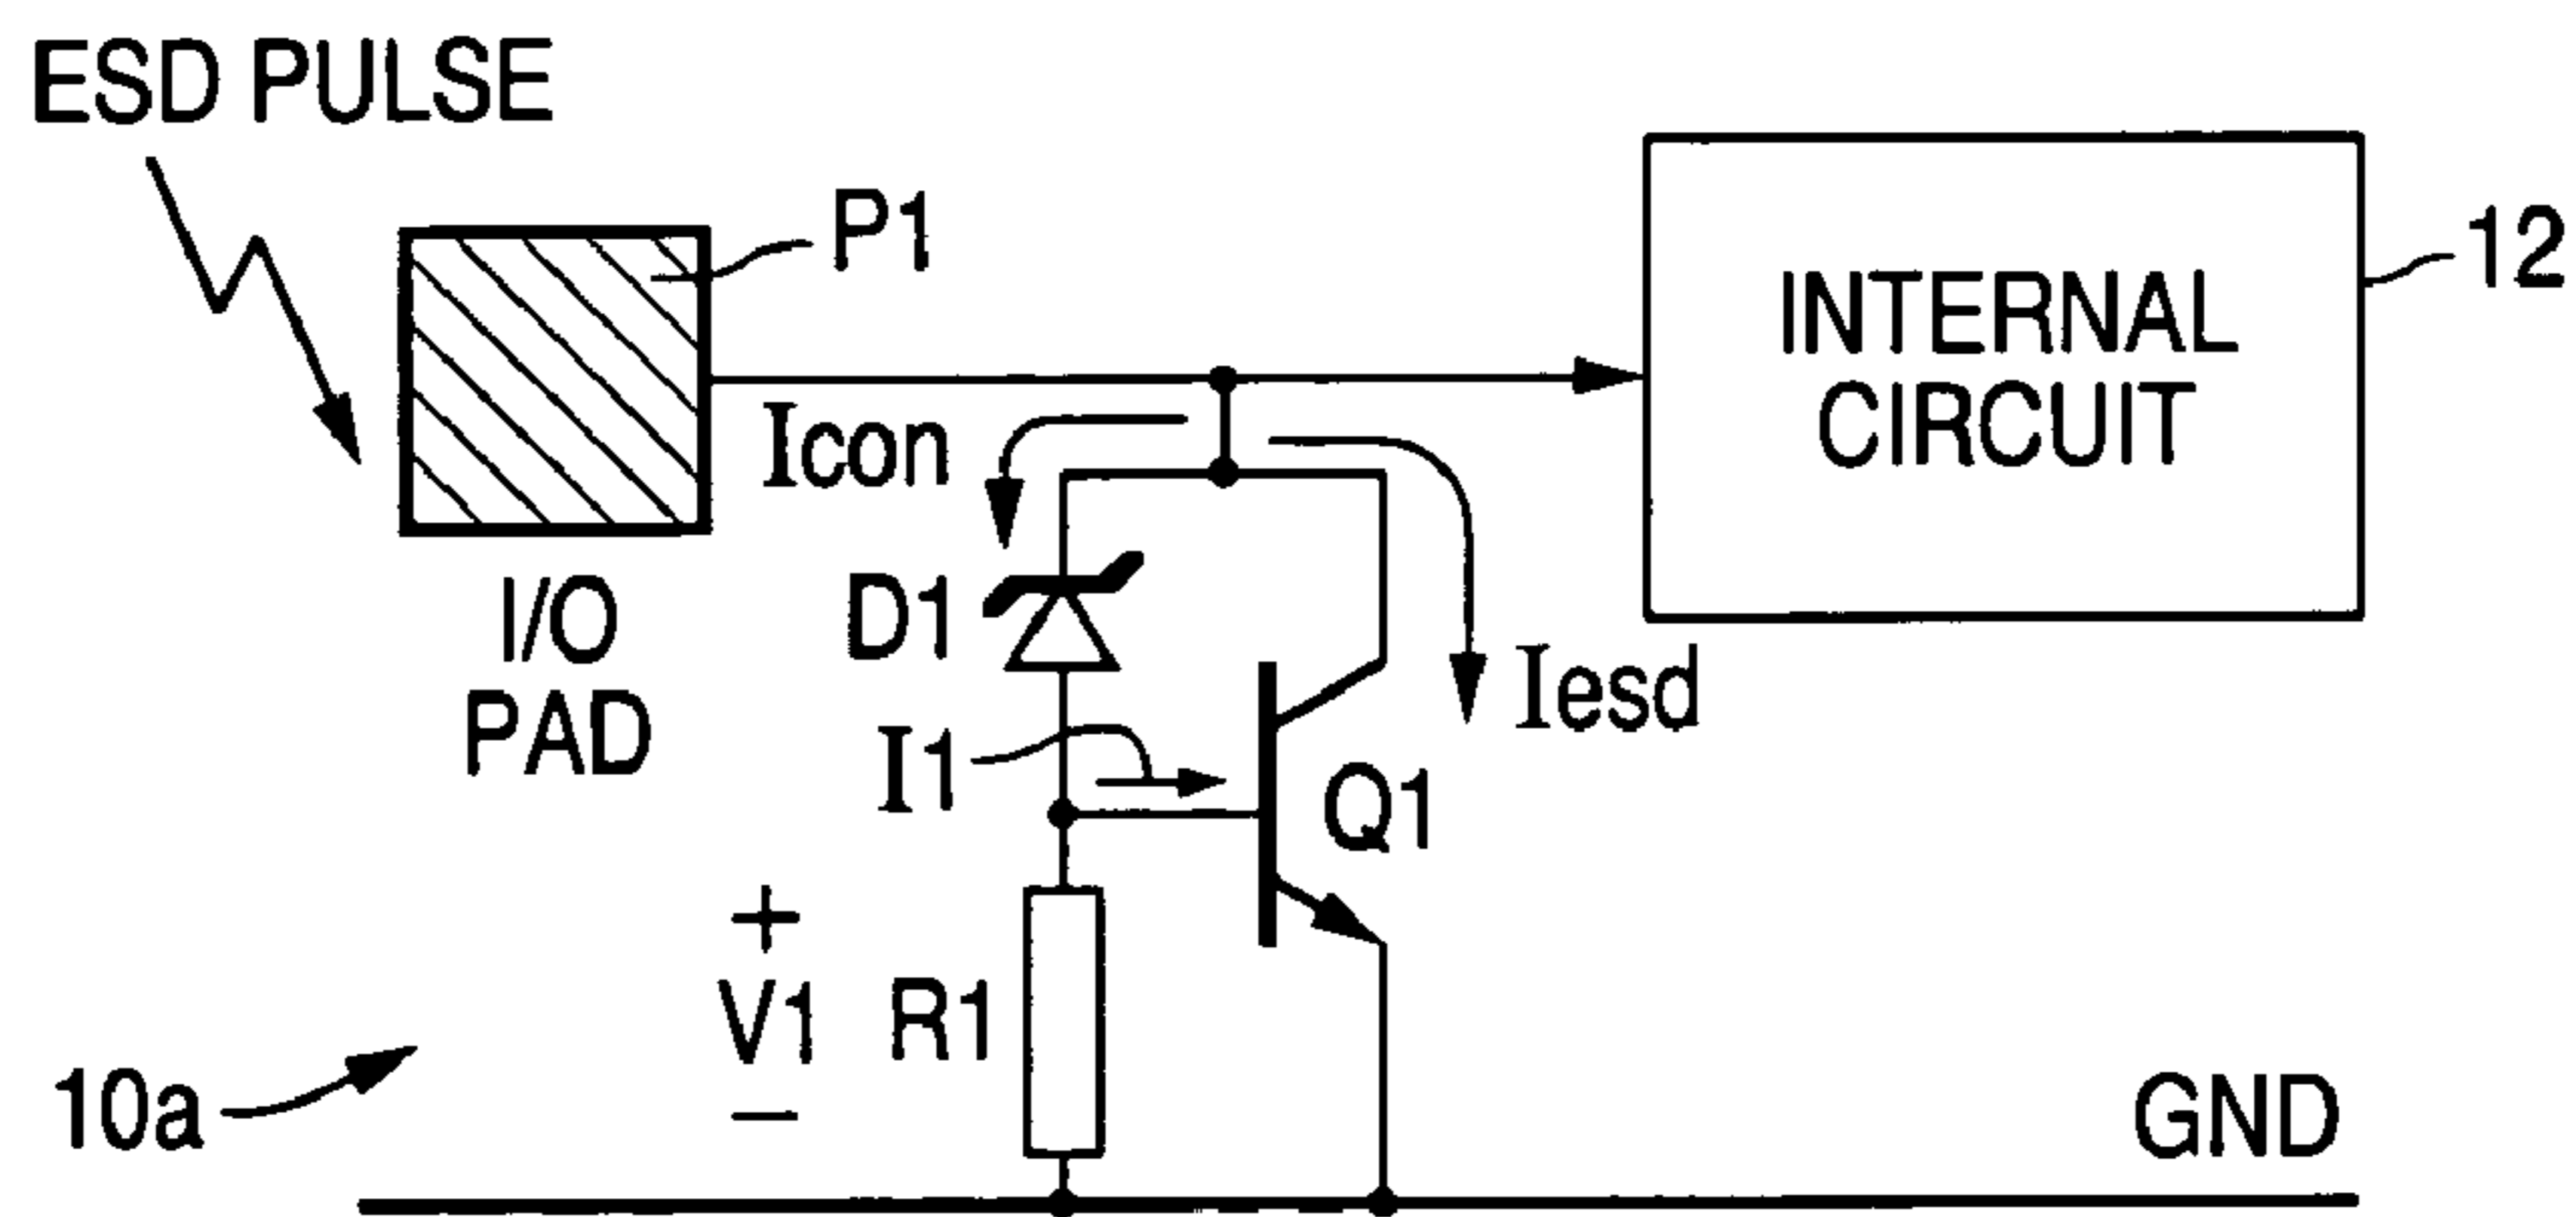 ESD PULSE
P1
12
INTERNAL
CIRCUIT
Icon
I/O
PAD
D1
Iesd
I1
Q1
+
V1
−
R1
10a
GND